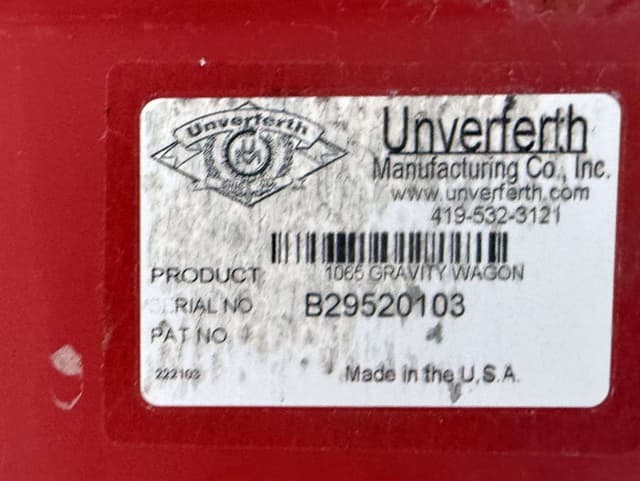 Unverferth
Unverferth
Manufacturing Co., Inc.
www.unverferth.com
419-532-3121
PRODUCT 1065 GRAVITY WAGON
ERIAL NO B29520103
PAT NO
222103
Made in the U.S.A.